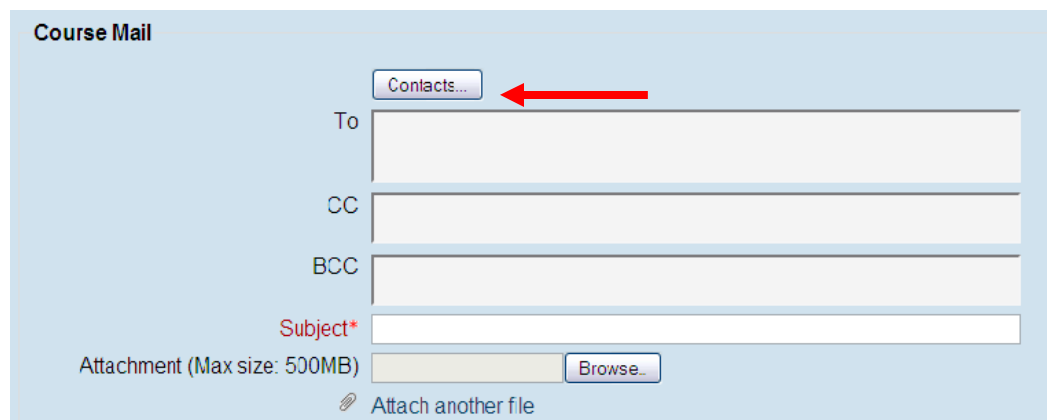 Course Mail
Contacts...
To
CC
BCC
Subject*
Attachment (Max size: 500MB)
Browse...
Attach another file